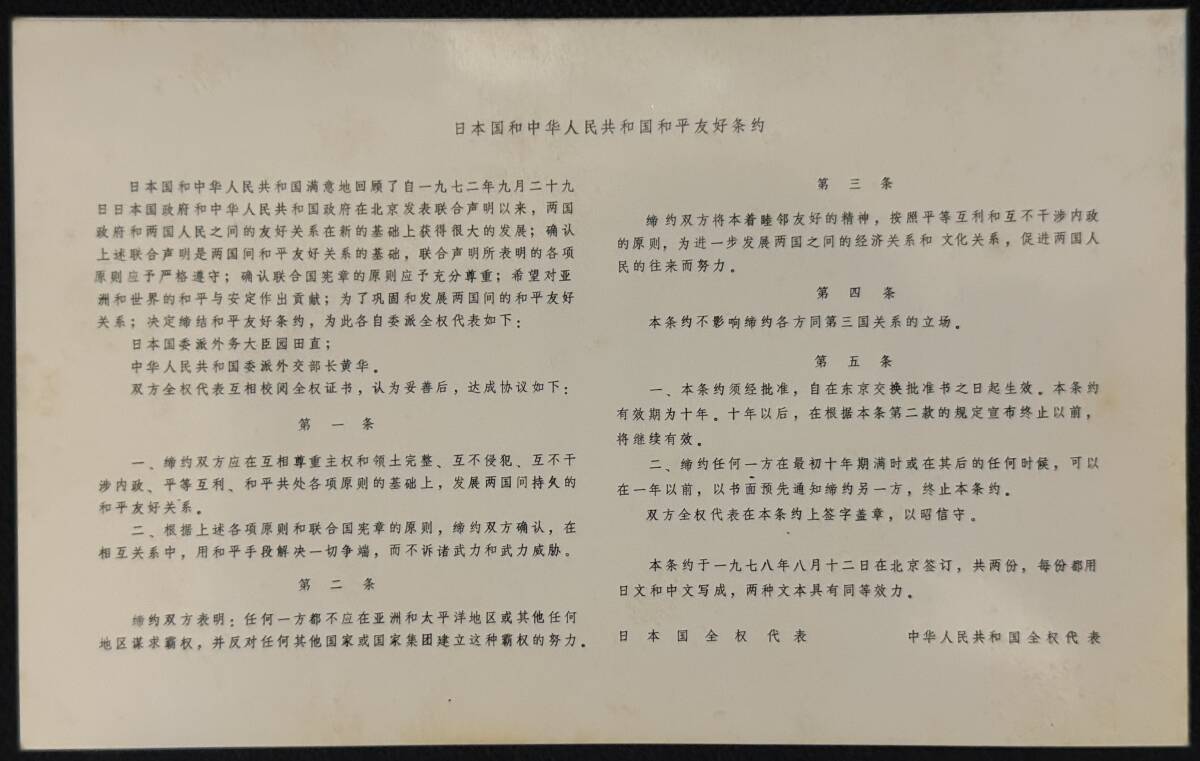 日本国和中华人民共和国和平友好条约
日本国和中华人民共和国满意地回顾了自一九七二年九月二十九
日日本国政府和中华人民共和国政府在北京发表联合声明以来，两国
政府和两国人民之间的友好关系在新的基础上获得很大的发展；确认
上述联合声明是两国间和平友好关系的基础，联合声明所表明的各项
原则应予严格遵守；确认联合国宪章的原则应予充分尊重；希望对亚
洲和世界的和平与安定作出贡献；为了巩固和发展两国间的和平友好
关系；决定缔结和平友好条约，为此各自委派全权代表如下：
日本国委派外务大臣园田直；
中华人民共和国委派外交部长黄华。
双方全权代表互相校阅全权证书，认为妥善后，达成协议如下：
第一条
一、缔约双方应在互相尊重主权和领土完整、互不侵犯、互不干
涉内政、平等互利、和平共处各项原则的基础上，发展两国间持久的
和平友好关系。
二、根据上述各项原则和联合国宪章的原则，缔约双方确认，在
相互关系中，用和平手段解决一切争端，而不诉诸武力和武力威胁。
第二条
缔约双方表明：任何一方都不应在亚洲和太平洋地区或其他任何
地区谋求霸权，并反对任何其他国家或国家集团建立这种霸权的努力。
第三条
缔约双方将本着睦邻友好的精神，按照平等互利和互不干涉内政
的原则，为进一步发展两国之间的经济关系和文化关系，促进两国人
民的往来而努力。
第四条
本条约不影响缔约各方同第三国关系的立场。
第五条
一、本条约须经批准，自在东京交换批准书之日起生效。本条约
有效期为十年。十年以后，在根据本条第二款的规定宣布终止以前，
将继续有效。
二、缔约任何一方在最初十年期满时或在其后的任何时候，可以
在一年以前，以书面预先通知缔约另一方，终止本条约。
双方全权代表在本条约上签字盖章，以昭信守。
本条约于一九七八年八月十二日在北京签订，共两份，每份都用
日文和中文写成，两种文本具有同等效力。
日本国全权代表 中华人民共和国全权代表